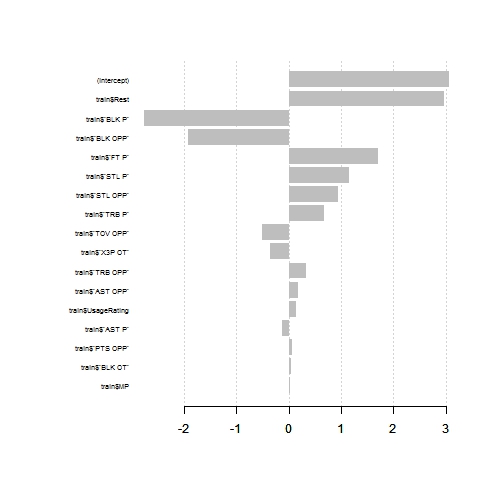 (Intercept)
train$Rest
train$`BLK P`
train$`BLK OPP`
train$`FT P`
train$`STL P`
train$`STL OPP`
train$`TRB P`
train$`TOV OPP`
train$`X3P OT`
train$`TRB OPP`
train$`AST OPP`
train$UsageRating
train$`AST P`
train$`PTS OPP`
train$`BLK OT`
train$MP
-2 -1 0 1 2 3